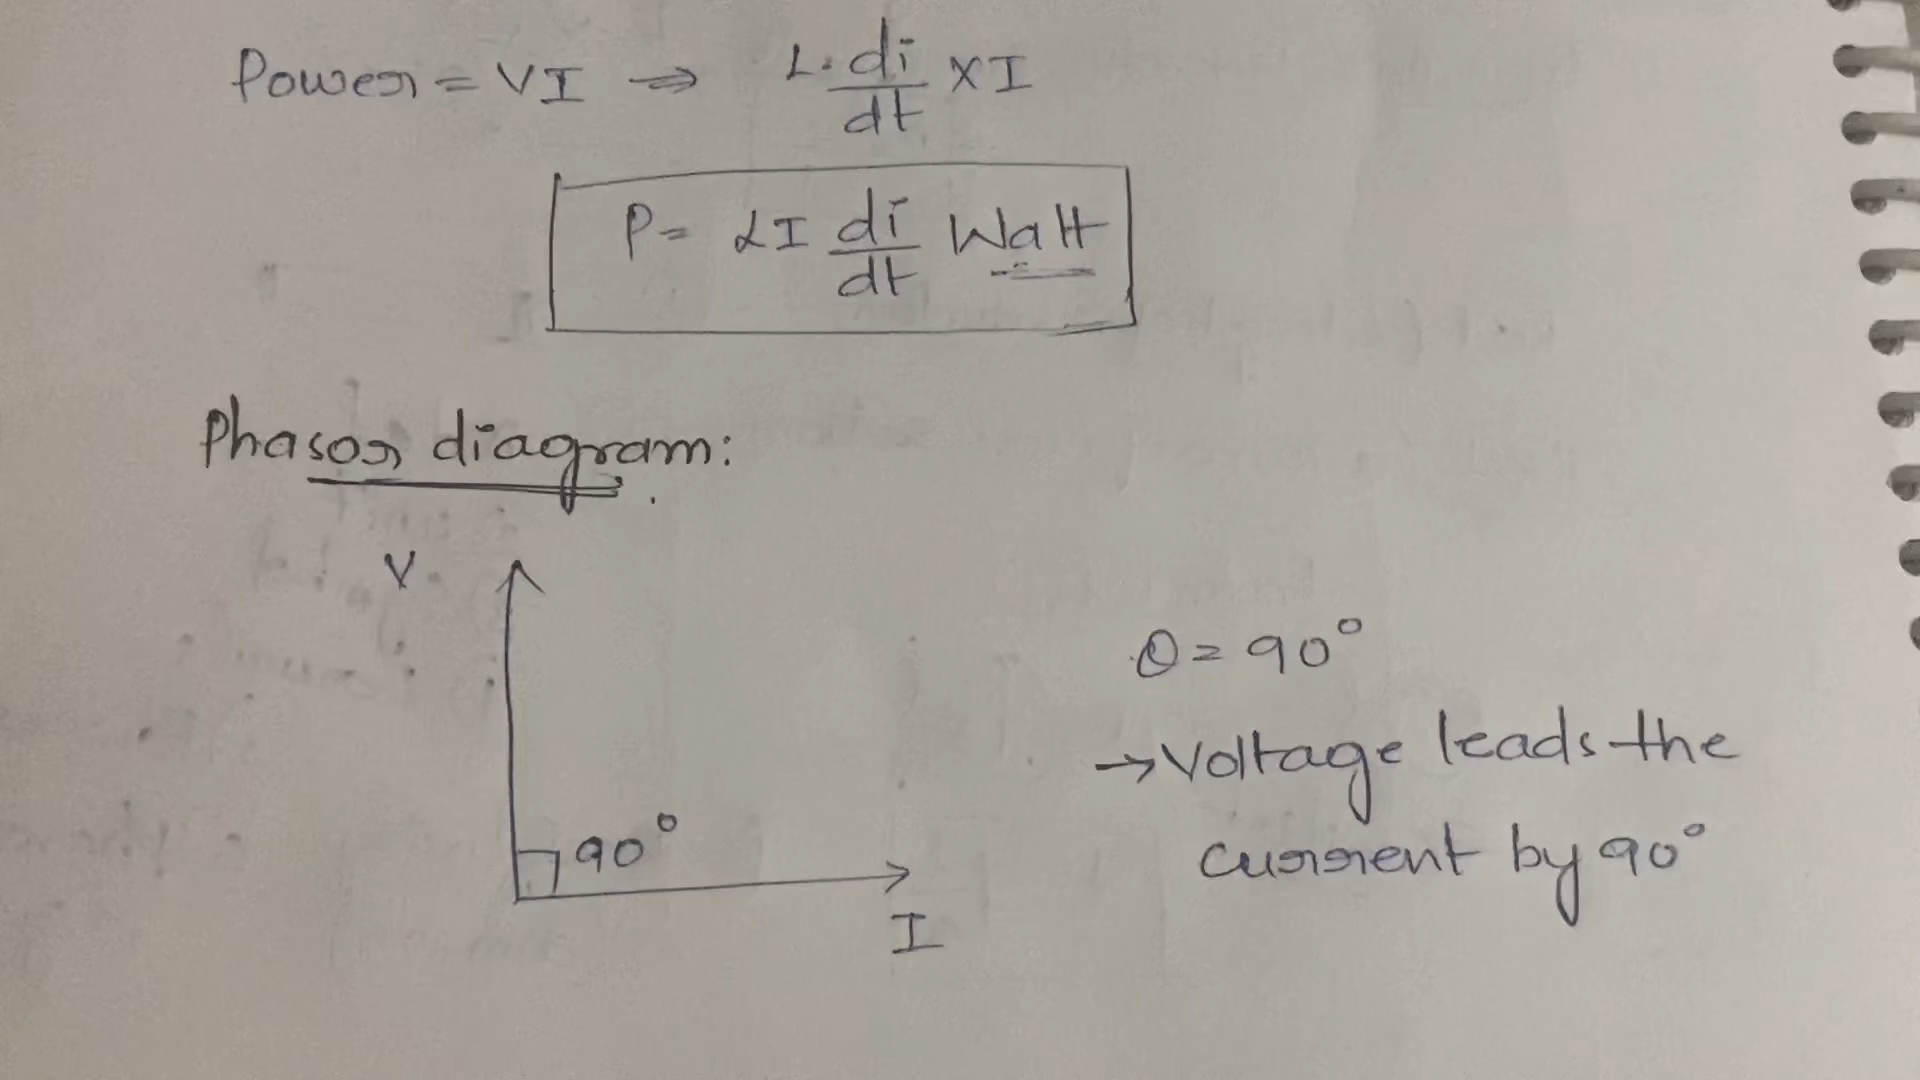 Power = VI ⇒ L. di/dt × I
P = LI di/dt Watt
Phasor diagram:
V
90°
I
θ = 90°
→ Voltage leads the
current by 90°